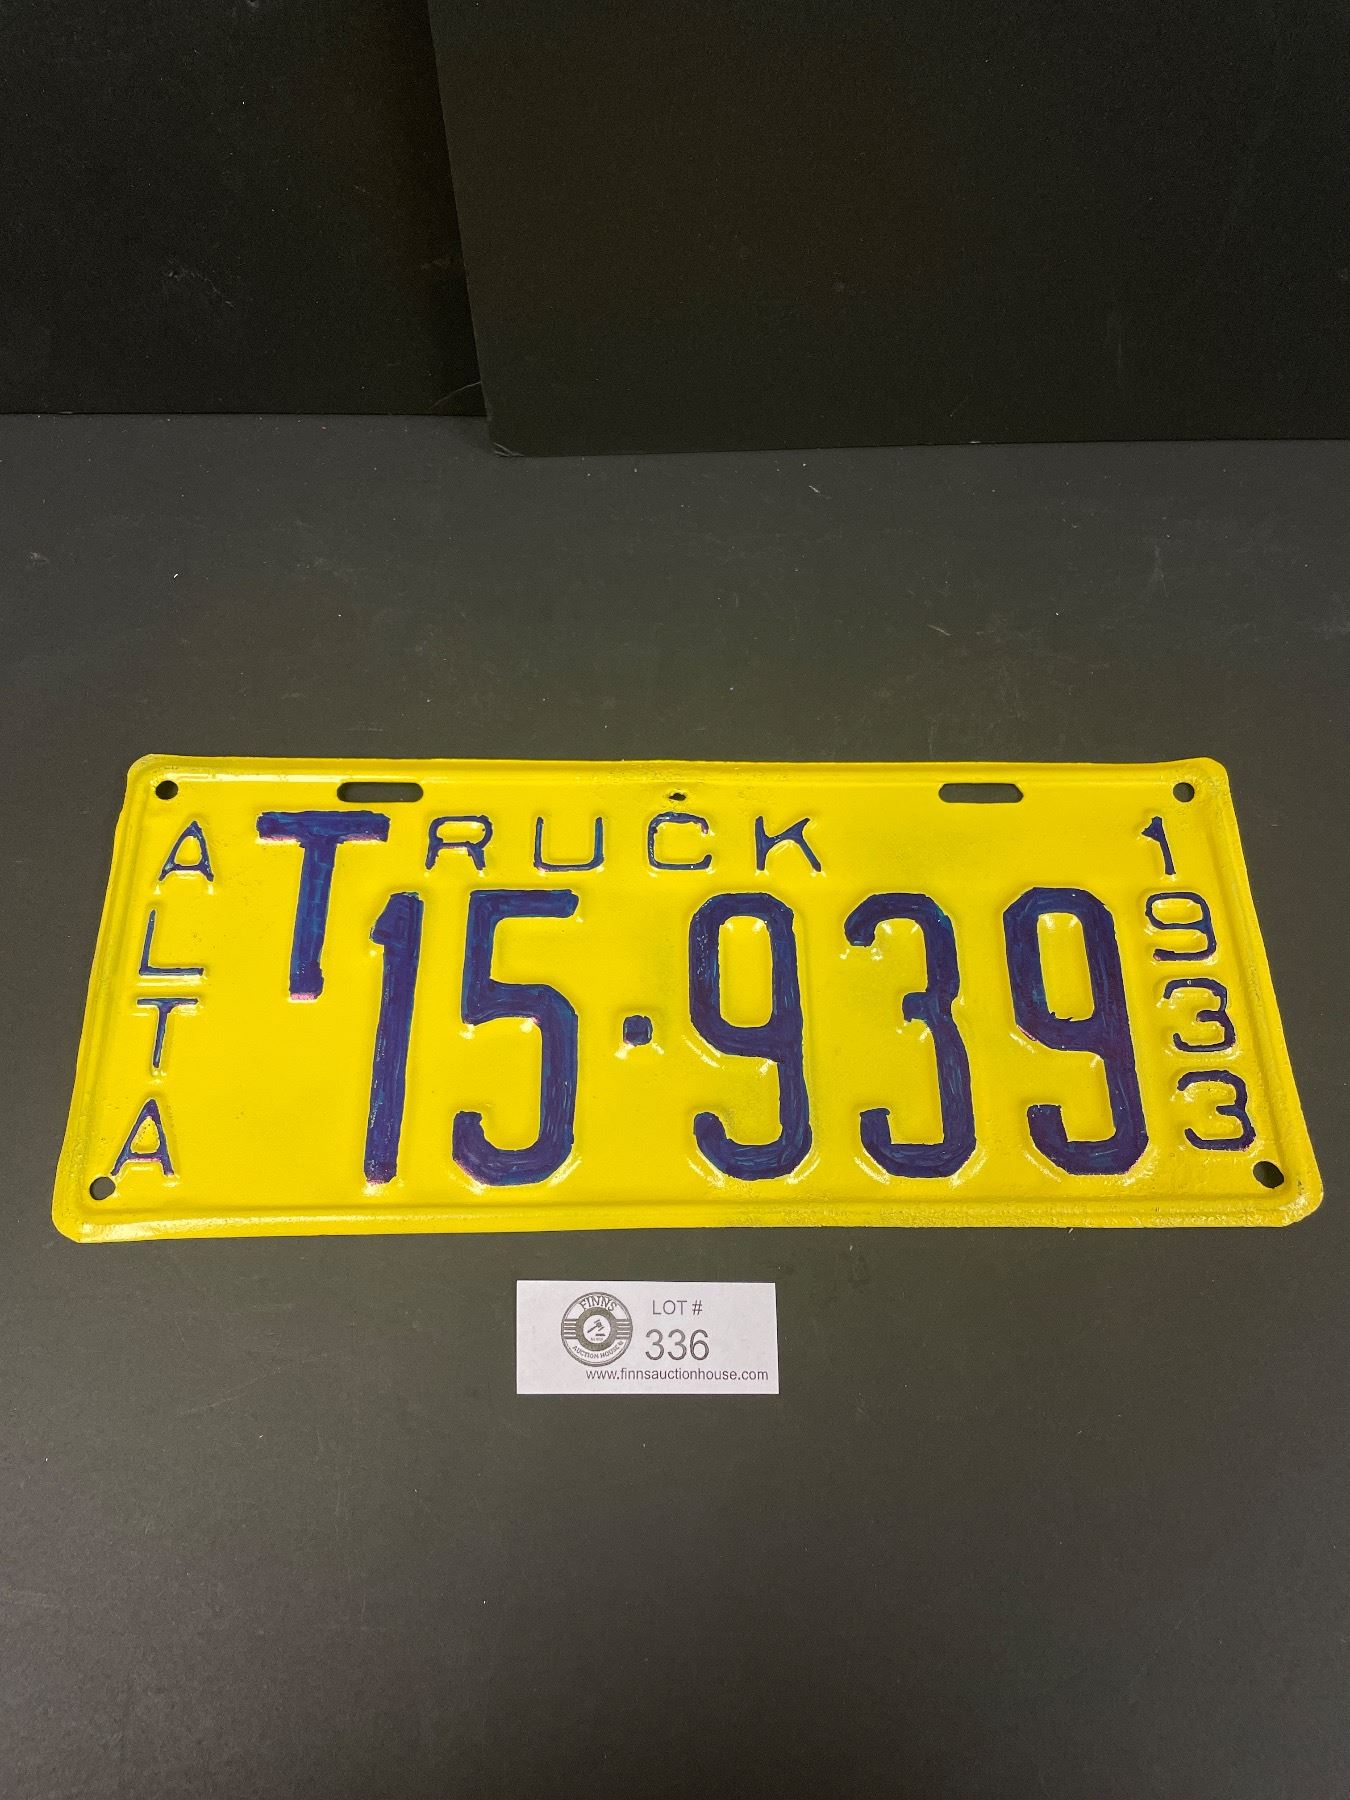 ALTA
TRUCK
15·939
1933
FINNS
AUCTION HOUSE
LOT #
336
www.finnsauctionhouse.com